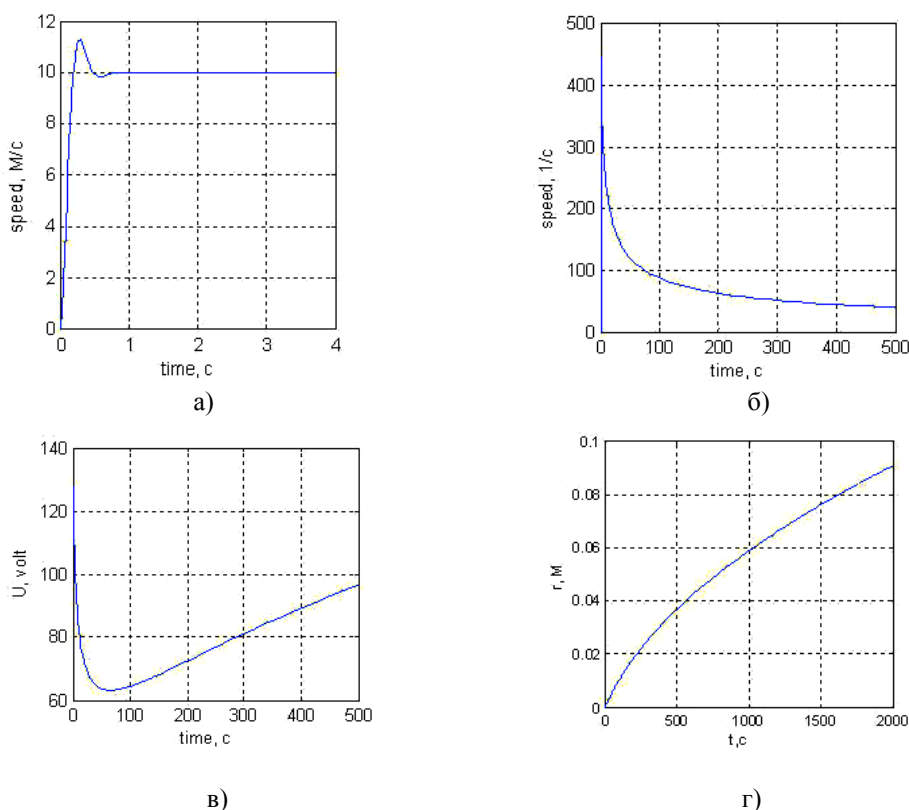 12
10
8
6
4
2
0
speed, M/c
0 1 2 3 4
time, c
а)
500
400
300
200
100
0
speed, 1/c
0 100 200 300 400 500
time, c
б)
140
120
100
80
60
U, volt
0 100 200 300 400 500
time, c
в)
0.1
0.08
0.06
0.04
0.02
0
r, M
0 500 1000 1500 2000
t,c
г)